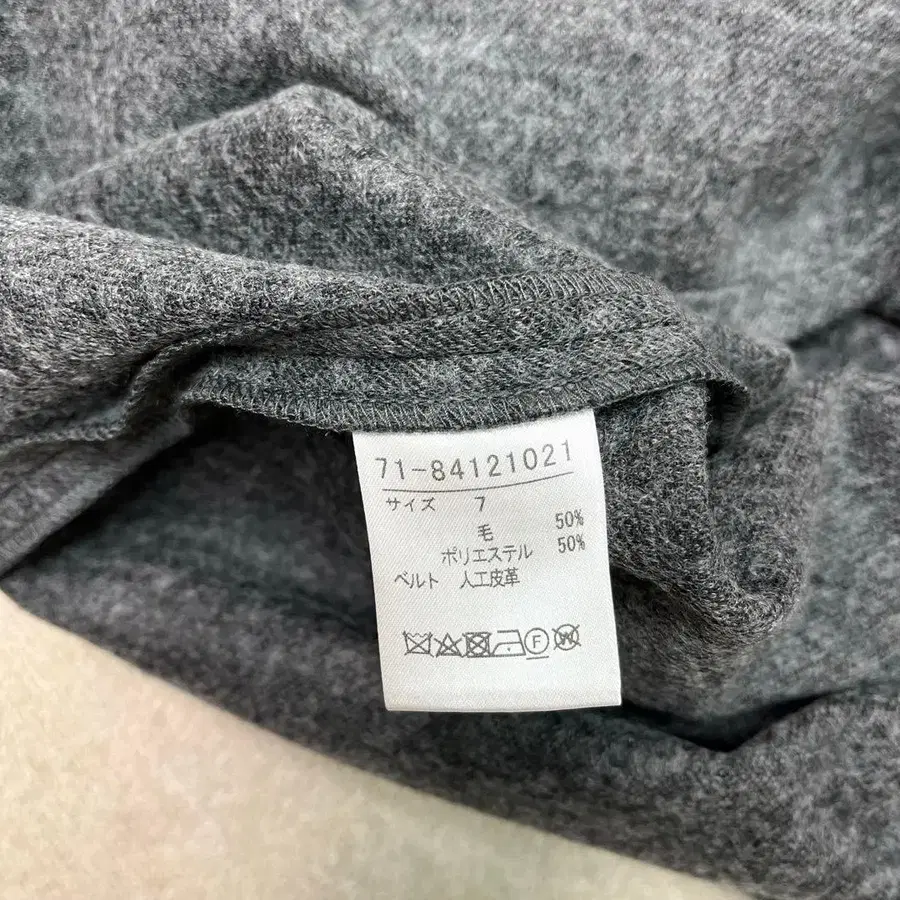 71-84121021
サイズ 7
毛 50%
ポリエステル 50%
ベルト 人工皮革
F W